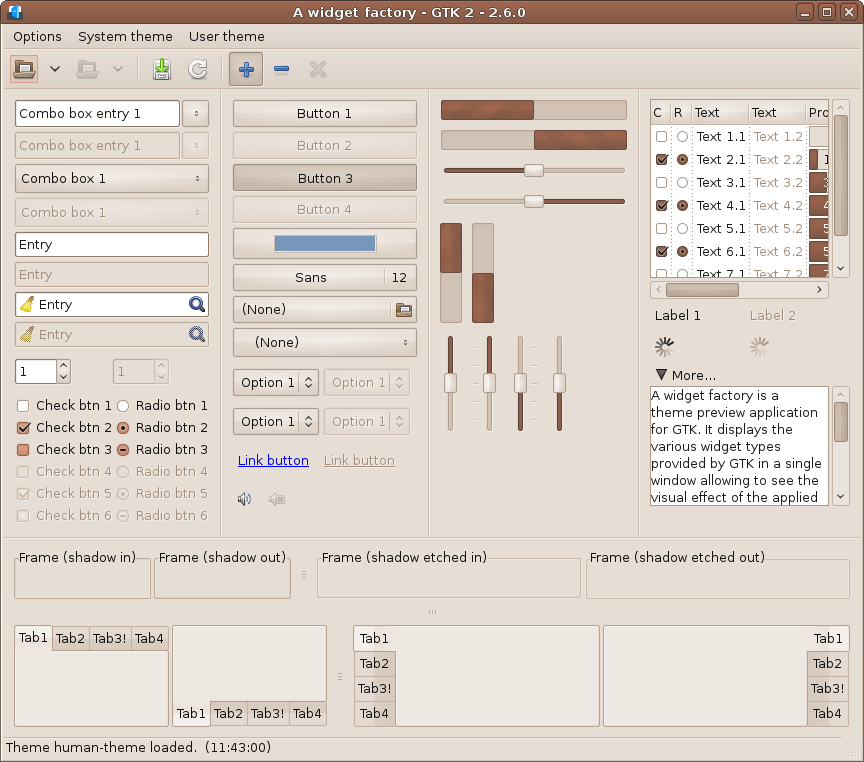 A widget factory - GTK 2 - 2.6.0
Options System theme User theme
Combo box entry 1
Combo box entry 1
Combo box 1
Combo box 1
Entry
Entry
Entry
Entry
1 1
Check btn 1 Radio btn 1
Check btn 2 Radio btn 2
Check btn 3 Radio btn 3
Check btn 4 Radio btn 4
Check btn 5 Radio btn 5
Check btn 6 Radio btn 6
Button 1
Button 2
Button 3
Button 4
Sans 12
(None)
(None)
Option 1 Option 1
Option 1 Option 1
Link button Link button
C R Text Text Pro
Text 1.1 Text 1.2
Text 2.1 Text 2.2 1
Text 3.1 Text 3.2 3
Text 4.1 Text 4.2 4
Text 5.1 Text 5.2 5
Text 6.1 Text 6.2 6
Text 7.1 Text 7.2 7
Label 1 Label 2
More...
A widget factory is a
theme preview application
for GTK. It displays the
various widget types
provided by GTK in a single
window allowing to see the
visual effect of the applied
Frame (shadow in) Frame (shadow out) Frame (shadow etched in) Frame (shadow etched out)
Tab1 Tab2 Tab3! Tab4
Tab1 Tab2 Tab3! Tab4
Tab1
Tab2
Tab3!
Tab4
Tab1
Tab2
Tab3!
Tab4
Theme human-theme loaded. (11:43:00)